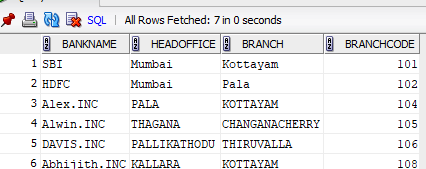 SQL | All Rows Fetched: 7 in 0 seconds
BANKNAME HEADOFFICE BRANCH BRANCHCODE
1 SBI Mumbai Kottayam 101
2 HDFC Mumbai Pala 102
3 Alex.INC PALA KOTTAYAM 104
4 Alwin.INC THAGANA CHANGANACHERRY 105
5 DAVIS.INC PALLIKATHODU THIRUVALLA 106
6 Abhijith.INC KALLARA KOTTAYAM 108